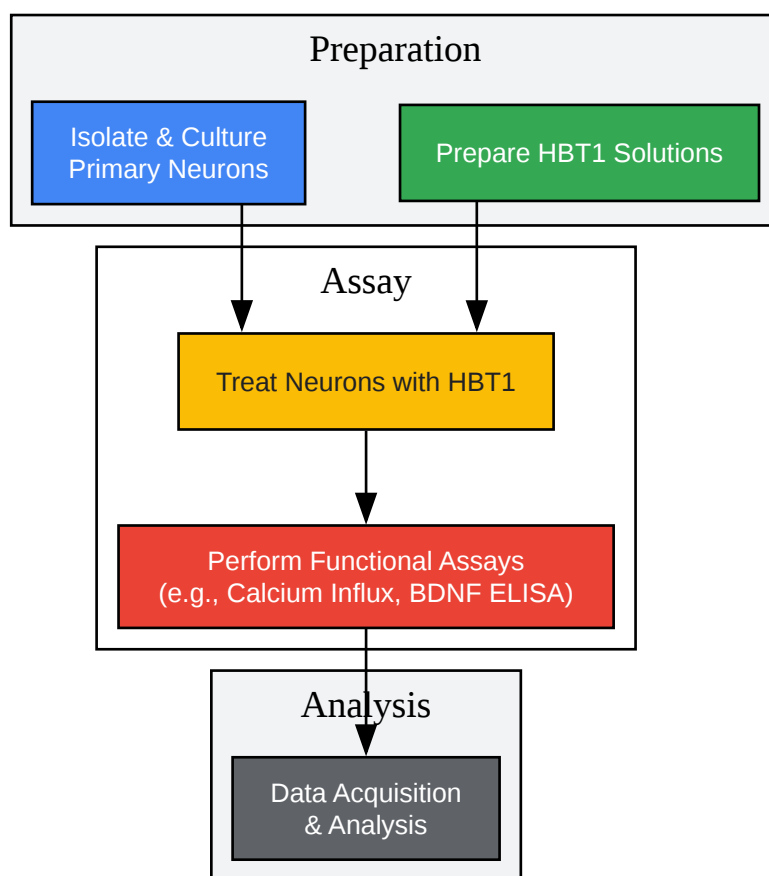 Preparation
Isolate & Culture
Primary Neurons
Prepare HBT1 Solutions
Assay
Treat Neurons with HBT1
Perform Functional Assays
(e.g., Calcium Influx, BDNF ELISA)
Analysis
Data Acquisition
& Analysis